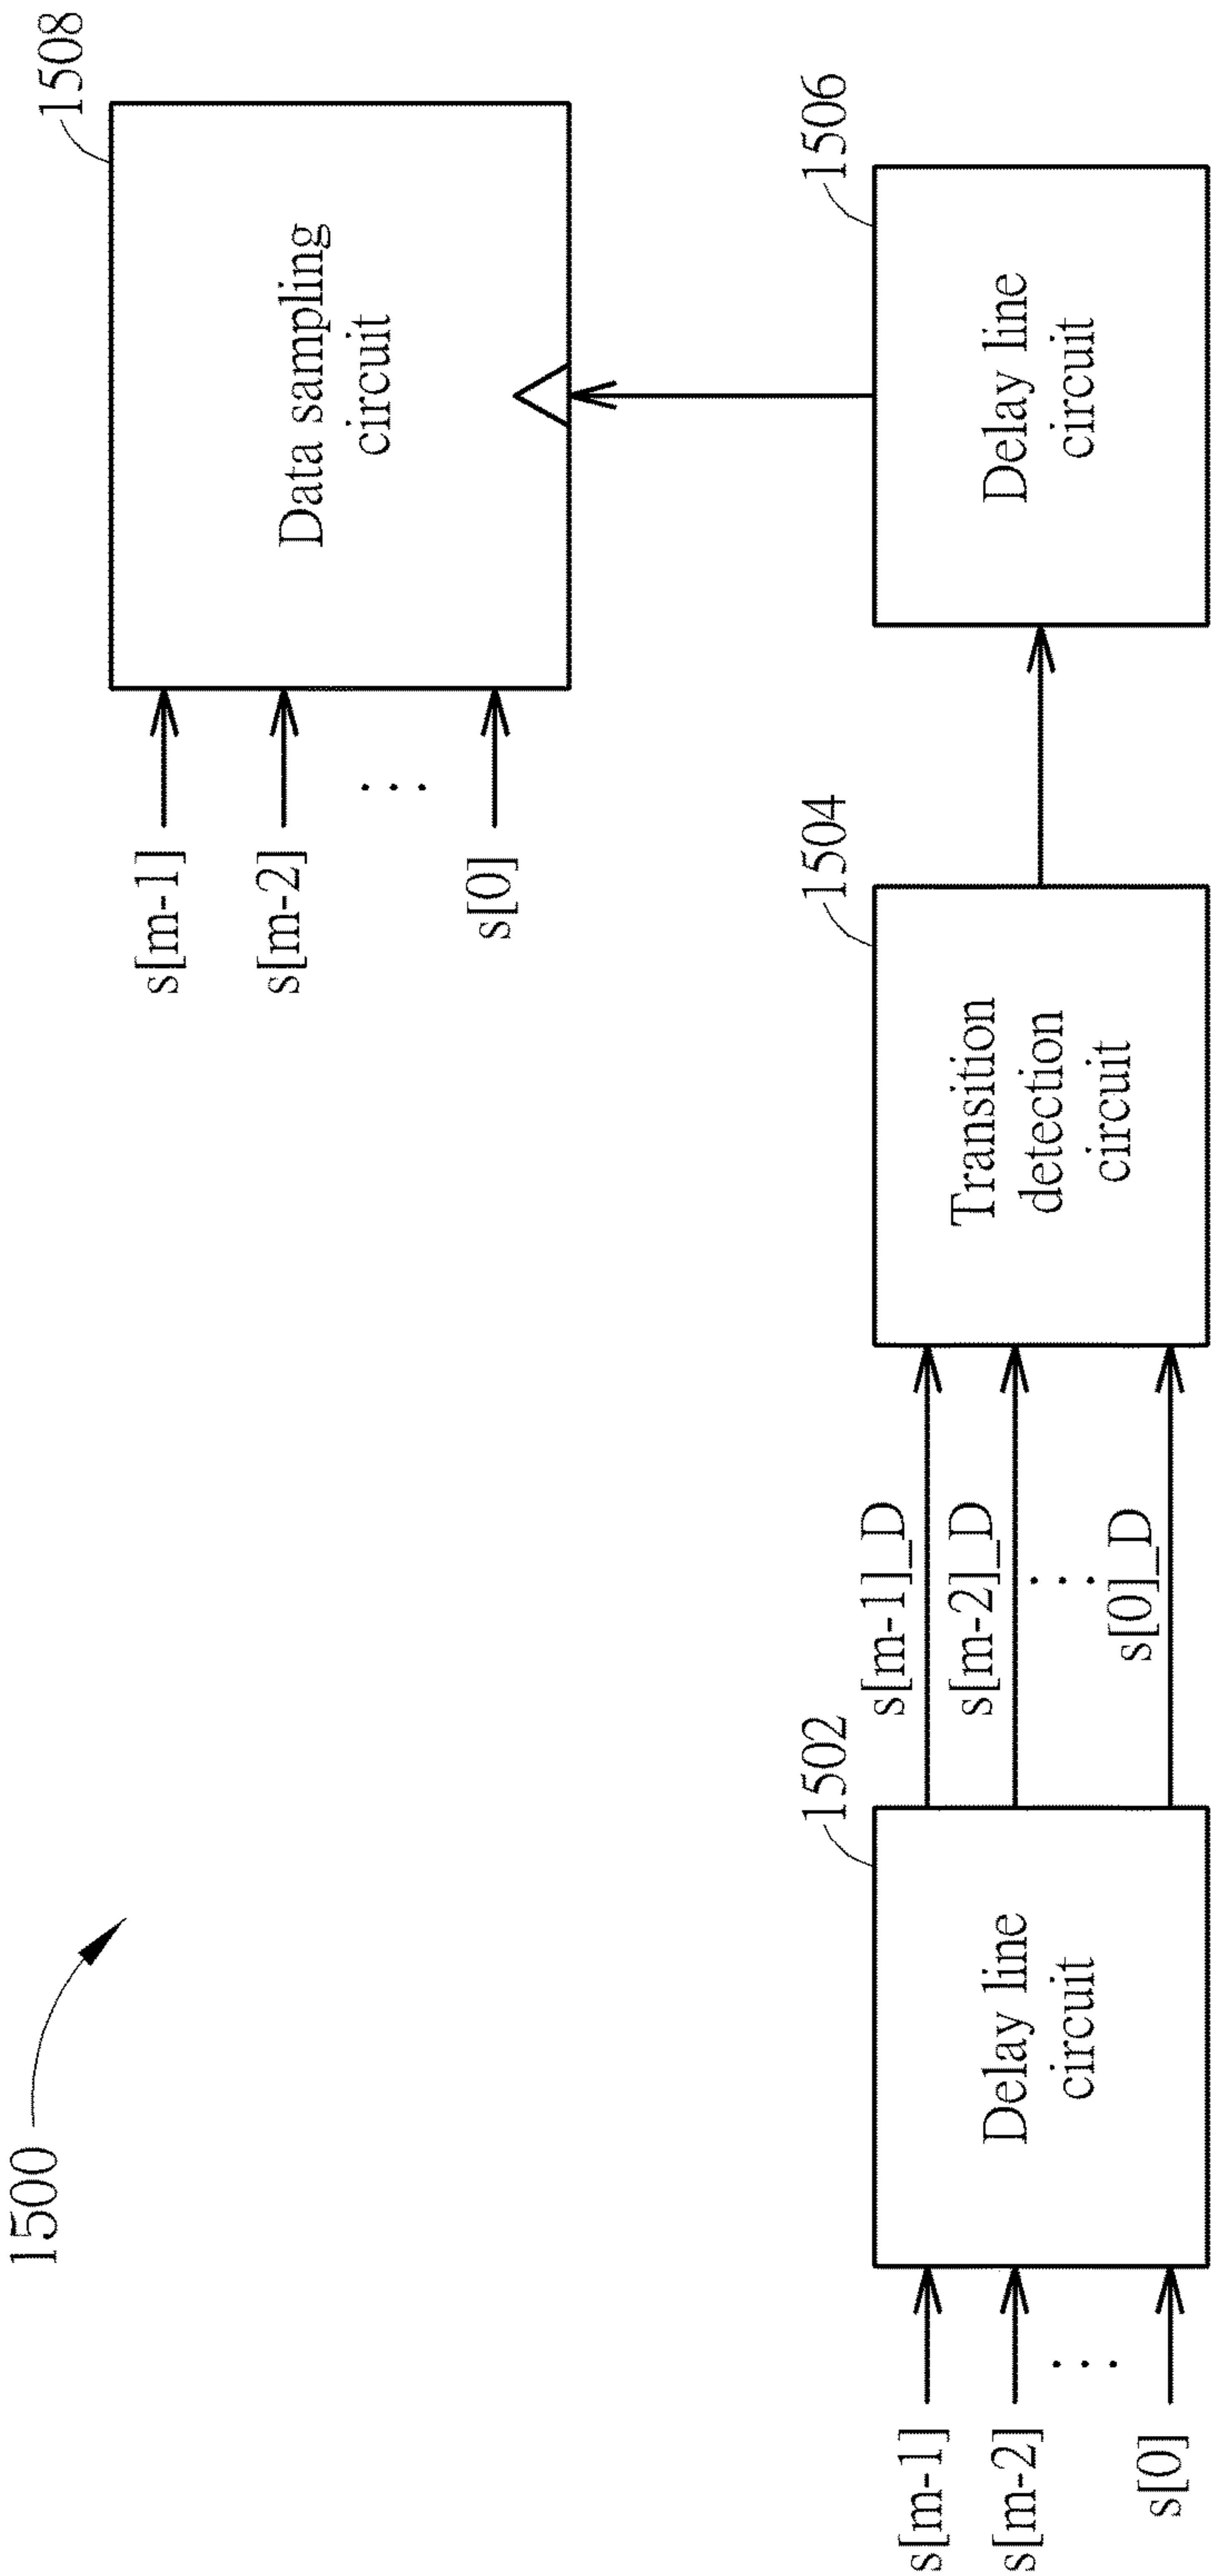 1500
s[m-1]
s[m-2]
...
s[0]
Data sampling
circuit
1508
s[m-1]
s[m-2]
...
s[0]
1502
Delay line
circuit
s[m-1]_D
s[m-2]_D
...
s[0]_D
1504
Transition
detection
circuit
1506
Delay line
circuit